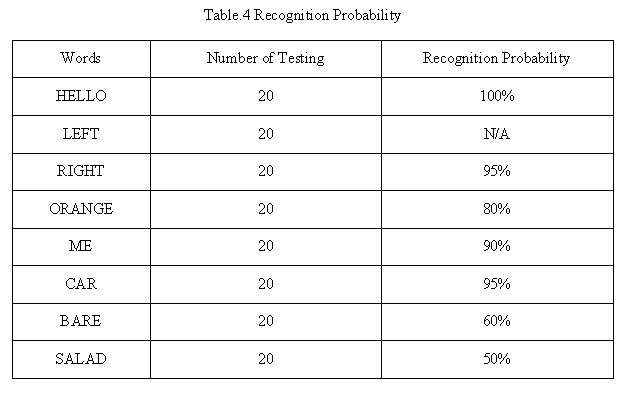 Table.4 Recognition Probability
Words Number of Testing Recognition Probability
HELLO 20 100%
LEFT 20 N/A
RIGHT 20 95%
ORANGE 20 80%
ME 20 90%
CAR 20 95%
BARE 20 60%
SALAD 20 50%